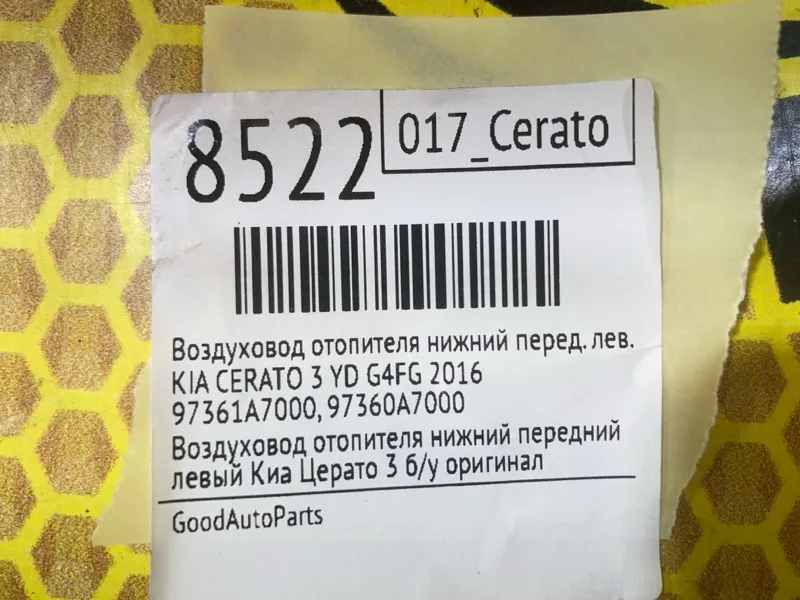 8522
017_Cerato
Воздуховод отопителя нижний перед. лев.
KIA CERATO 3 YD G4FG 2016
97361A7000, 97360A7000
Воздуховод отопителя нижний передний
левый Киа Церато 3 б/у оригинал
GoodAutoParts